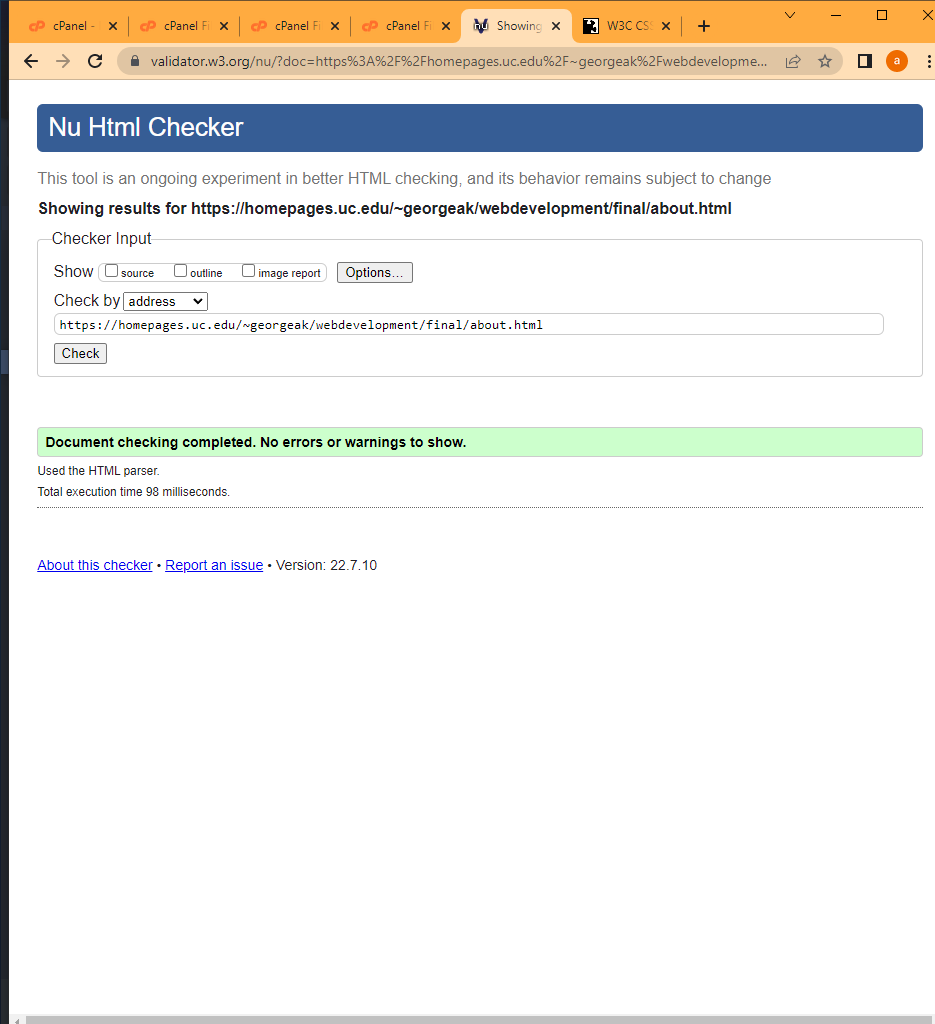 cPanel - cPanel Fi cPanel Fi cPanel Fi Showing W3C CSS
validator.w3.org/nu/?doc=https%3A%2F%2Fhomepages.uc.edu%2F~georgeak%2Fwebdevelopme... a
Nu Html Checker
This tool is an ongoing experiment in better HTML checking, and its behavior remains subject to change
Showing results for https://homepages.uc.edu/~georgeak/webdevelopment/final/about.html
Checker Input
Show source outline image report Options...
Check by address
https://homepages.uc.edu/~georgeak/webdevelopment/final/about.html
Check
Document checking completed. No errors or warnings to show.
Used the HTML parser.
Total execution time 98 milliseconds.
About this checker • Report an issue • Version: 22.7.10